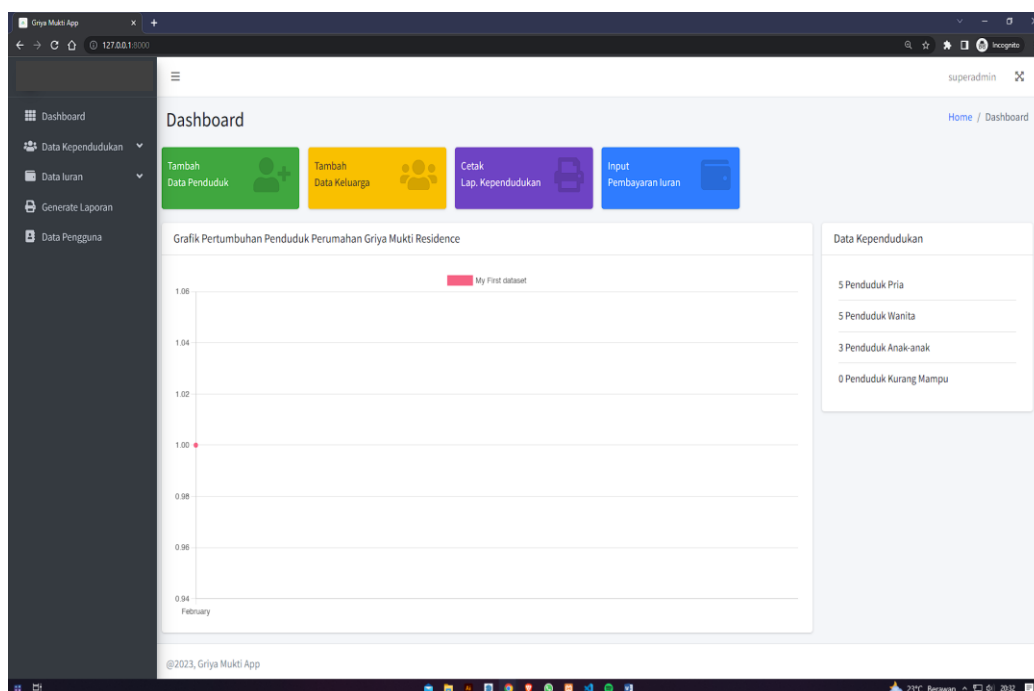 Griya Mukti App
127.0.0.1:8000
Incognito
superadmin
Dashboard
Data Kependudukan
Data Iuran
Generate Laporan
Data Pengguna
Dashboard
Home / Dashboard
Tambah
Data Penduduk
Tambah
Data Keluarga
Cetak
Lap. Kependudukan
Input
Pembayaran Iuran
Grafik Pertumbuhan Penduduk Perumahan Griya Mukti Residence
My First dataset
1.06
1.04
1.02
1.00
0.98
0.96
0.94
February
Data Kependudukan
5 Penduduk Pria
5 Penduduk Wanita
3 Penduduk Anak-anak
0 Penduduk Kurang Mampu
@2023, Griya Mukti App
23°C Berawan
20:32